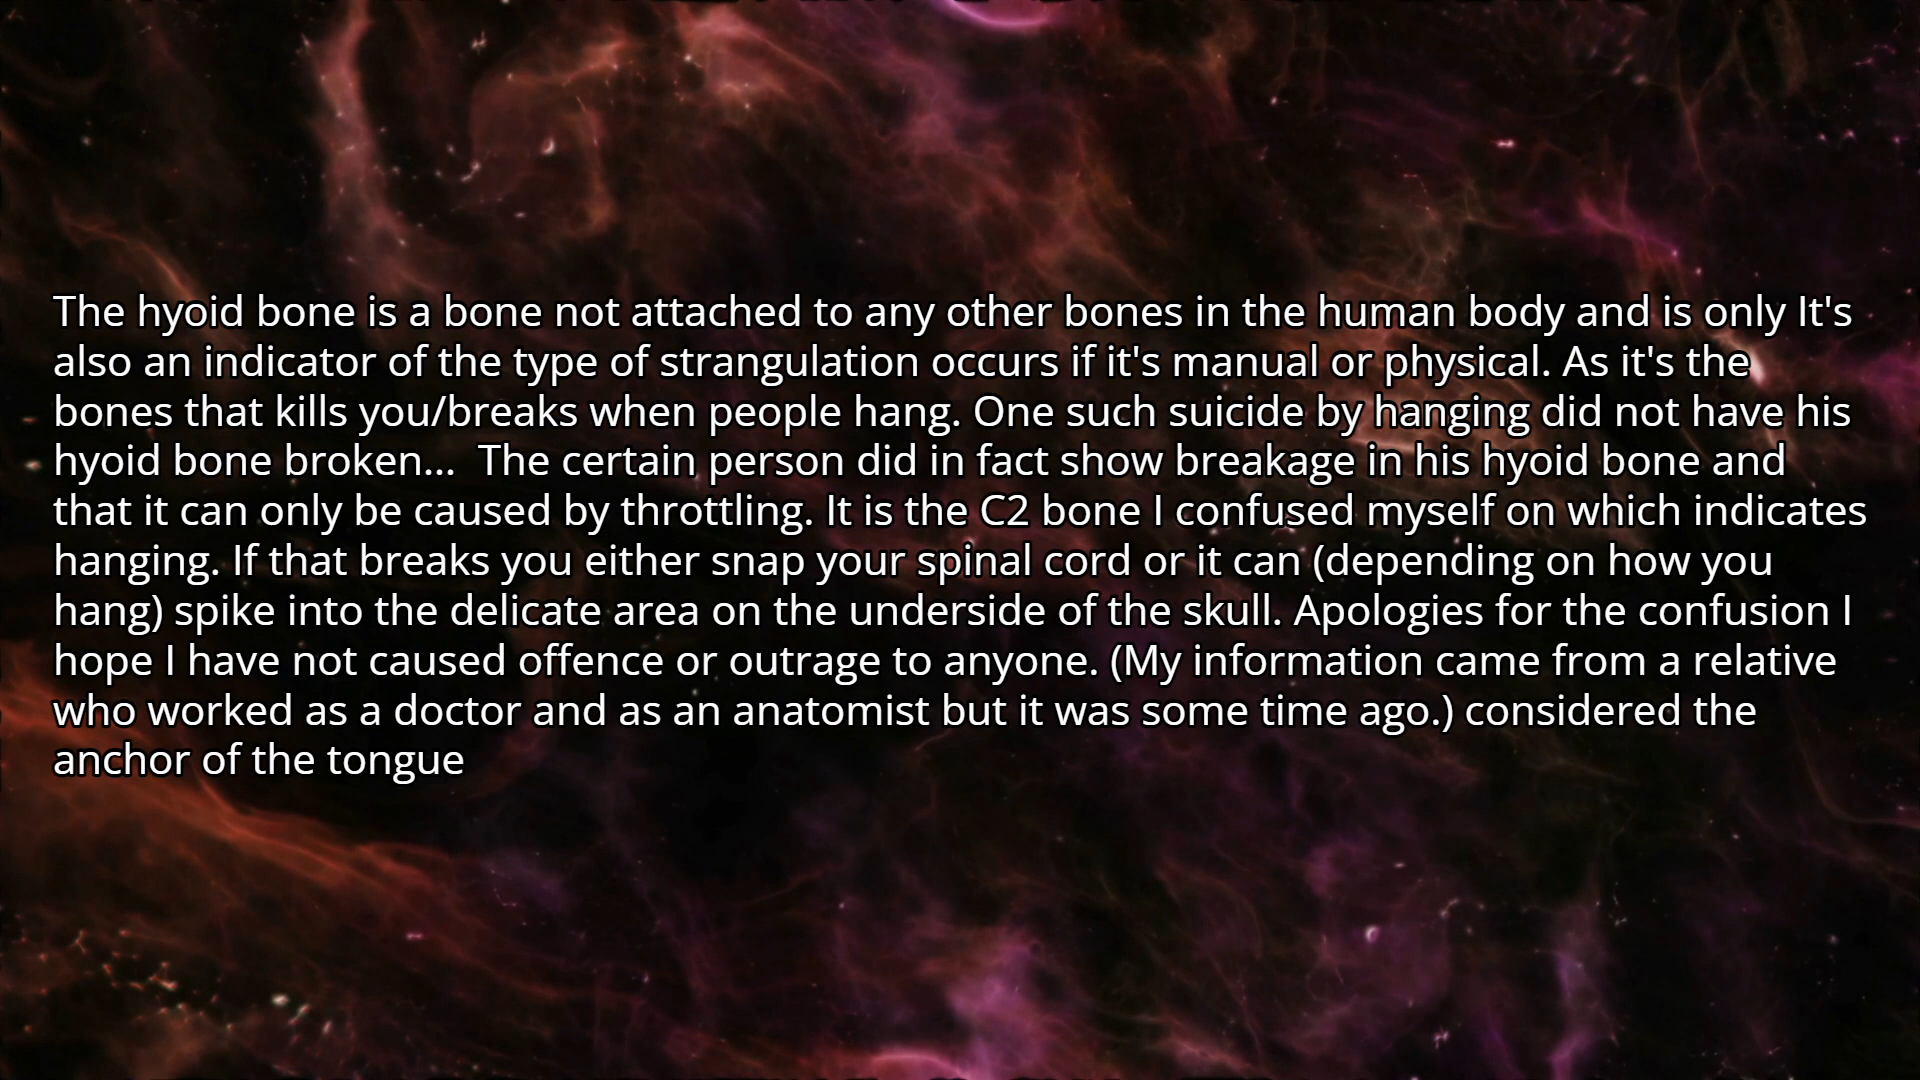 The hyoid bone is a bone not attached to any other bones in the human body and is only It's
also an indicator of the type of strangulation occurs if it's manual or physical. As it's the
bones that kills you/breaks when people hang. One such suicide by hanging did not have his
hyoid bone broken...  The certain person did in fact show breakage in his hyoid bone and
that it can only be caused by throttling. It is the C2 bone I confused myself on which indicates
hanging. If that breaks you either snap your spinal cord or it can (depending on how you
hang) spike into the delicate area on the underside of the skull. Apologies for the confusion I
hope I have not caused offence or outrage to anyone. (My information came from a relative
who worked as a doctor and as an anatomist but it was some time ago.) considered the
anchor of the tongue